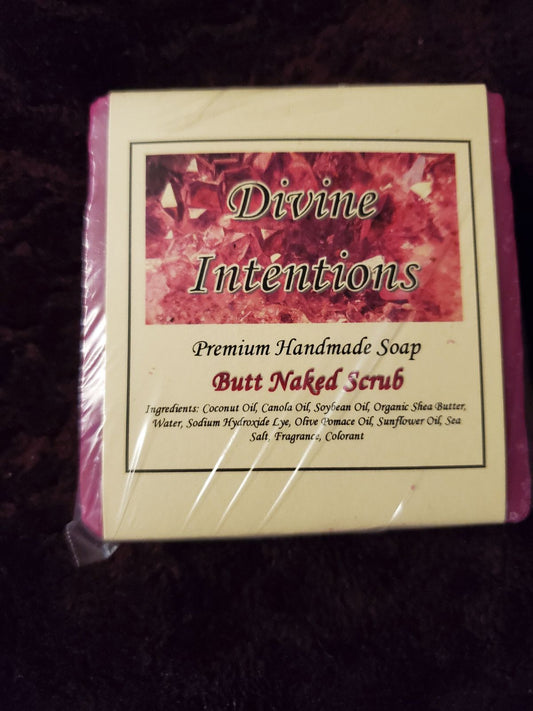 Divine
Intentions
Premium Handmade Soap
Butt Naked Scrub
Ingredients: Coconut Oil, Canola Oil, Soybean Oil, Organic Shea Butter,
Water, Sodium Hydroxide Lye, Olive Pomace Oil, Sunflower Oil, Sea
Salt, Fragrance, Colorant